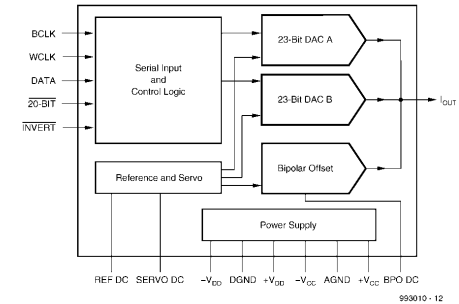 BCLK
WCLK
DATA
20-BIT
INVERT
Serial Input
and
Control Logic
Reference and Servo
23-Bit DAC A
23-Bit DAC B
Bipolar Offset
Power Supply
IOUT
REF DC SERVO DC –VDD DGND +VDD –VCC AGND +VCC BPO DC
993010 - 12